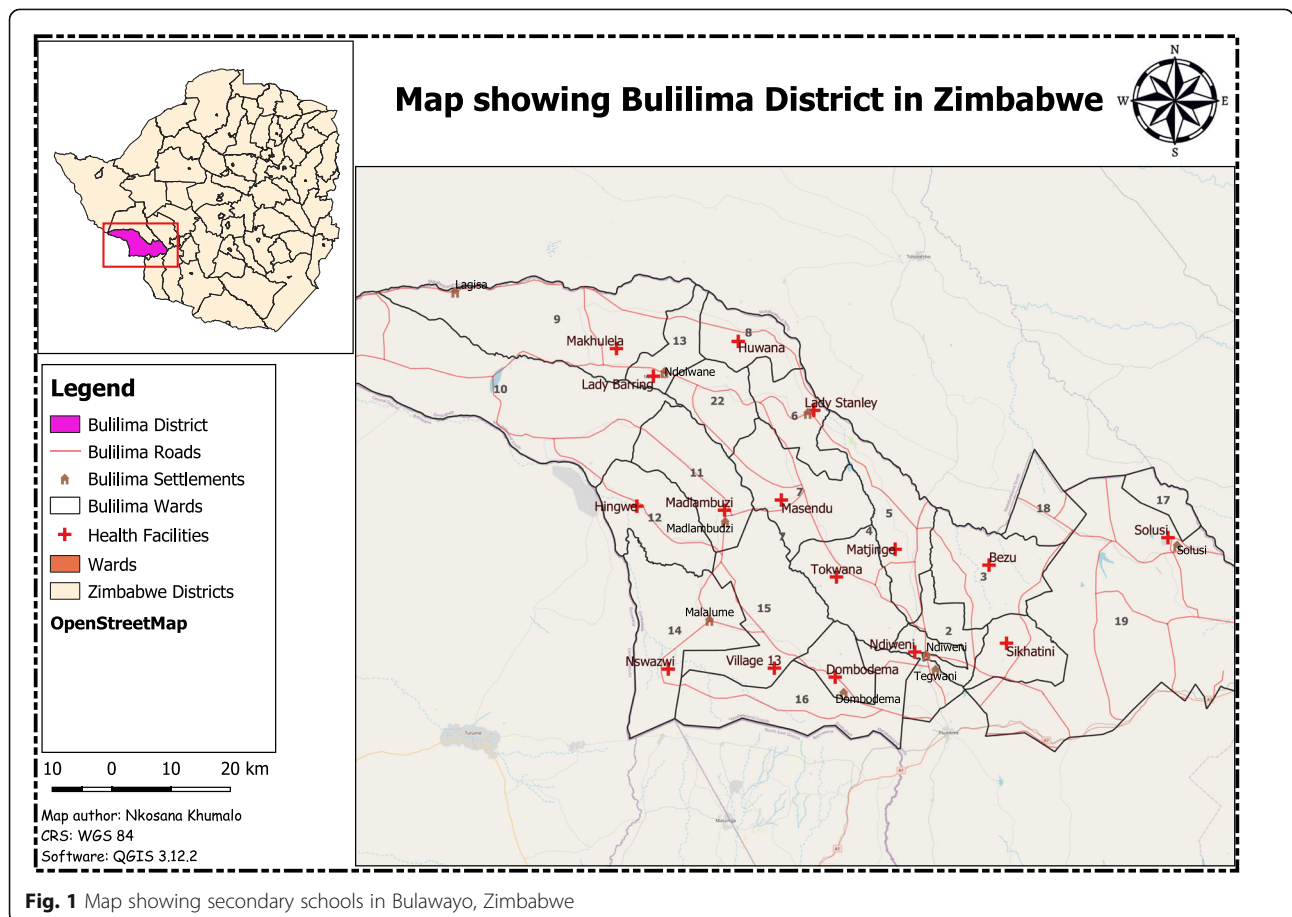 Map showing Bulilima District in Zimbabwe
N
W
E
S
Legend
Bulilima District
Bulilima Roads
Bulilima Settlements
Bulilima Wards
Health Facilities
Wards
Zimbabwe Districts
OpenStreetMap
10 0 10 20 km
Map author: Nkosana Khumalo
CRS: WGS 84
Software: QGIS 3.12.2
Lagisa
9
Makhulela
13
8
Huwana
Lady Barring
Ndolwane
10
22
6
Lady Stanley
11
7
Masendu
Hingwe
12
Madlambuzi
Madlambudzi
5
4
Matjinge
Tokwana
18
17
Solusi
Solusi
Bezu
3
Malalume
14
15
2
19
Ndiweni
Ndiweni
Tegwani
Sikhatini
Nswazwi
Village 13
Dombodema
Dombodema
16
Plumtree
Tutume
Masunga
Fig. 1 Map showing secondary schools in Bulawayo, Zimbabwe